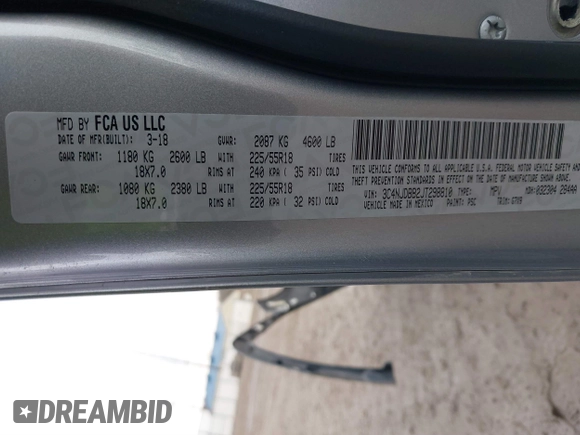 MFD BY FCA US LLC
DATE OF MFR(BUILT): 3-18 GVWR: 2087 KG 4600 LB
GAWR FRONT: 1180 KG 2600 LB WITH 225/55R18 TIRES
18X7.0 RIMS AT 240 KPA ( 35 PSI) COLD
GAWR REAR: 1080 KG 2380 LB WITH 225/55R18 TIRES
18X7.0 RIMS AT 220 KPA ( 32 PSI) COLD
THIS VEHICLE CONFORMS TO ALL APPLICABLE U.S.A. FEDERAL MOTOR VEHICLE
THEFT PREVENTION STANDARDS IN EFFECT ON THE DATE OF MANUFACTURE SHOWN ABOVE
VIN: TYPE: MPV MDH: 032304
VEHICLE MADE IN MEXICO PAINT: PSC TRIM:
DREAMBID